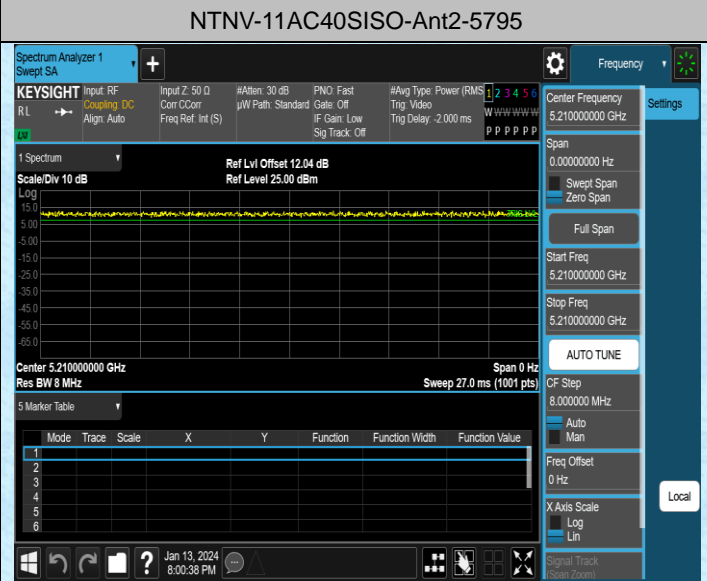 NTNV-11AC40SISO-Ant2-5795
Spectrum Analyzer 1
Swept SA
+
Frequency
KEYSIGHT
RL
LXI
Input: RF
Coupling: DC
Align: Auto
Input Z: 50 Ω
Corr CCorr
Freq Ref: Int (S)
#Atten: 30 dB
µW Path: Standard
PNO: Fast
Gate: Off
IF Gain: Low
Sig Track: Off
#Avg Type: Power (RMS
Trig: Video
Trig Delay: -2.000 ms
1 2 3 4 5 6
W W W W W W
P P P P P P
Center Frequency
5.210000000 GHz
Settings
Span
0.00000000 Hz
Swept Span
Zero Span
Full Span
Start Freq
5.210000000 GHz
Stop Freq
5.210000000 GHz
AUTO TUNE
CF Step
8.000000 MHz
Auto
Man
Freq Offset
0 Hz
X Axis Scale
Log
Lin
Signal Track
(Span Zoom)
Local
1 Spectrum
Scale/Div 10 dB
Ref Lvl Offset 12.04 dB
Ref Level 25.00 dBm
Log
15.0
5.00
-5.00
-15.0
-25.0
-35.0
-45.0
-55.0
-65.0
Center 5.210000000 GHz
Span 0 Hz
Res BW 8 MHz
Sweep 27.0 ms (1001 pts)
5 Marker Table
Mode Trace Scale X Y Function Function Width Function Value
1
2
3
4
5
6
?
Jan 13, 2024
8:00:38 PM